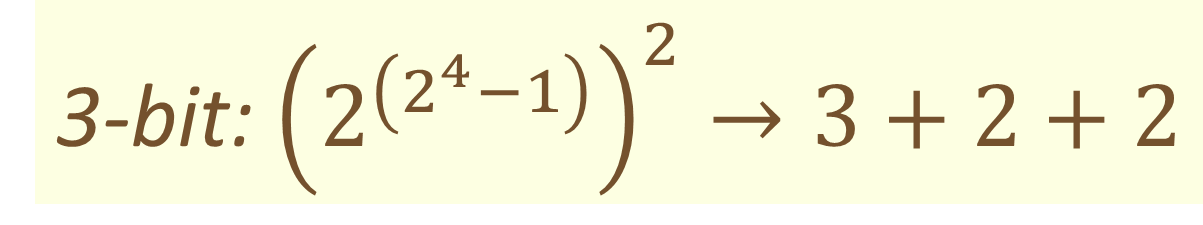 3-bit: (2^(2^4−1))^2 → 3 + 2 + 2